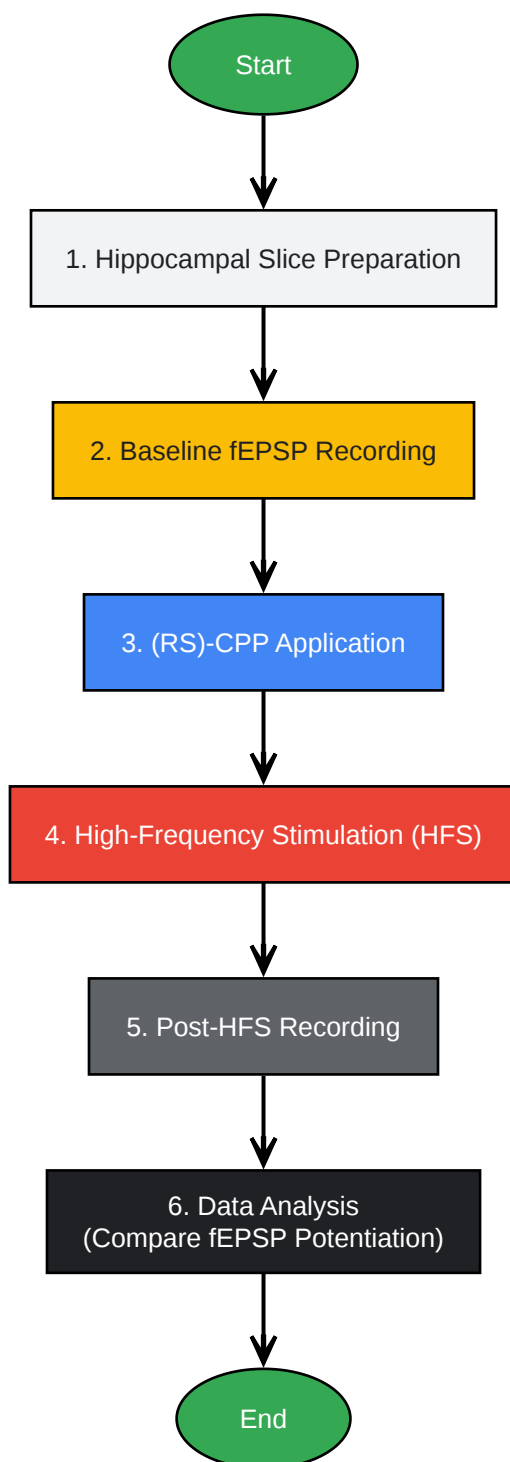 Start
1. Hippocampal Slice Preparation
2. Baseline fEPSP Recording
3. (RS)-CPP Application
4. High-Frequency Stimulation (HFS)
5. Post-HFS Recording
6. Data Analysis
(Compare fEPSP Potentiation)
End